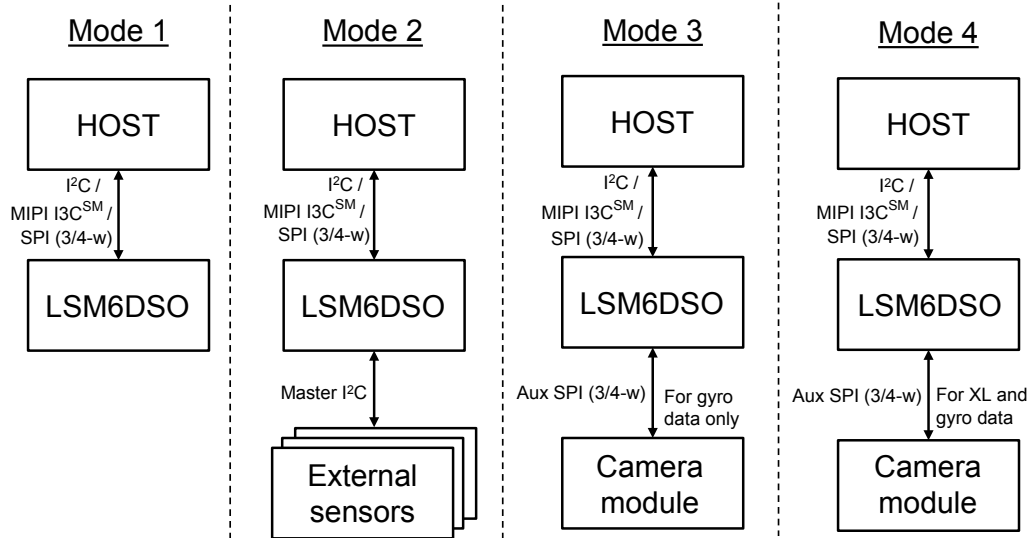 Mode 1
HOST
I²C /
MIPI I3C^SM /
SPI (3/4-w)
LSM6DSO
Mode 2
HOST
I²C /
MIPI I3C^SM /
SPI (3/4-w)
LSM6DSO
Master I²C
External
sensors
Mode 3
HOST
I²C /
MIPI I3C^SM /
SPI (3/4-w)
LSM6DSO
Aux SPI (3/4-w)
For gyro
data only
Camera
module
Mode 4
HOST
I²C /
MIPI I3C^SM /
SPI (3/4-w)
LSM6DSO
Aux SPI (3/4-w)
For XL and
gyro data
Camera
module